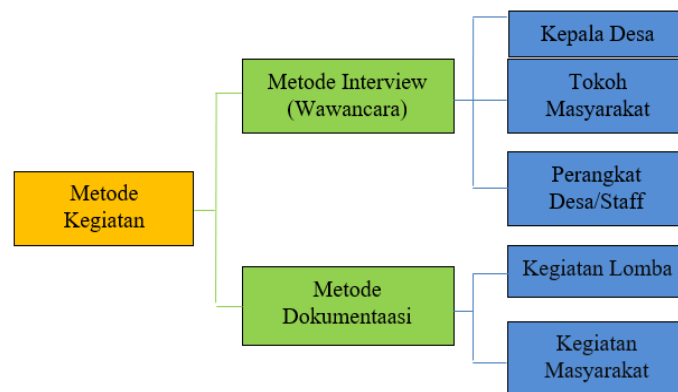 Metode
Kegiatan
Metode Interview
(Wawancara)
Kepala Desa
Tokoh
Masyarakat
Perangkat
Desa/Staff
Metode
Dokumentaasi
Kegiatan Lomba
Kegiatan
Masyarakat